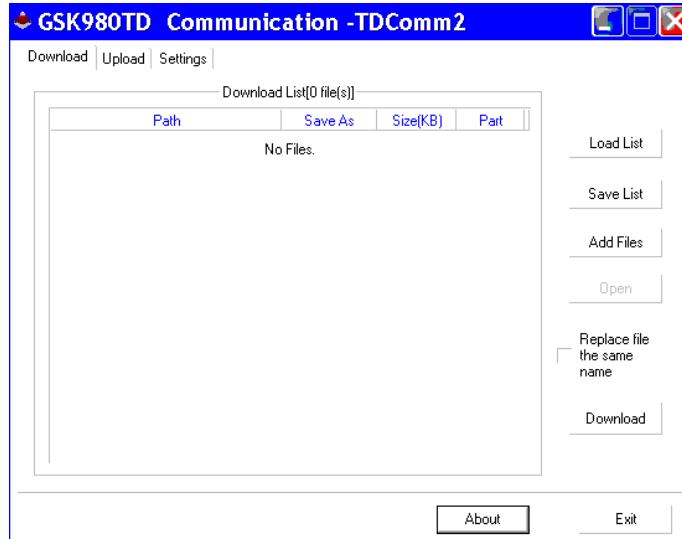 GSK980TD Communication -TDComm2
Download Upload Settings
Download List[0 file(s)]
Path Save As Size(KB) Part
No Files.
Load List
Save List
Add Files
Open
Replace file
the same
name
Download
About Exit